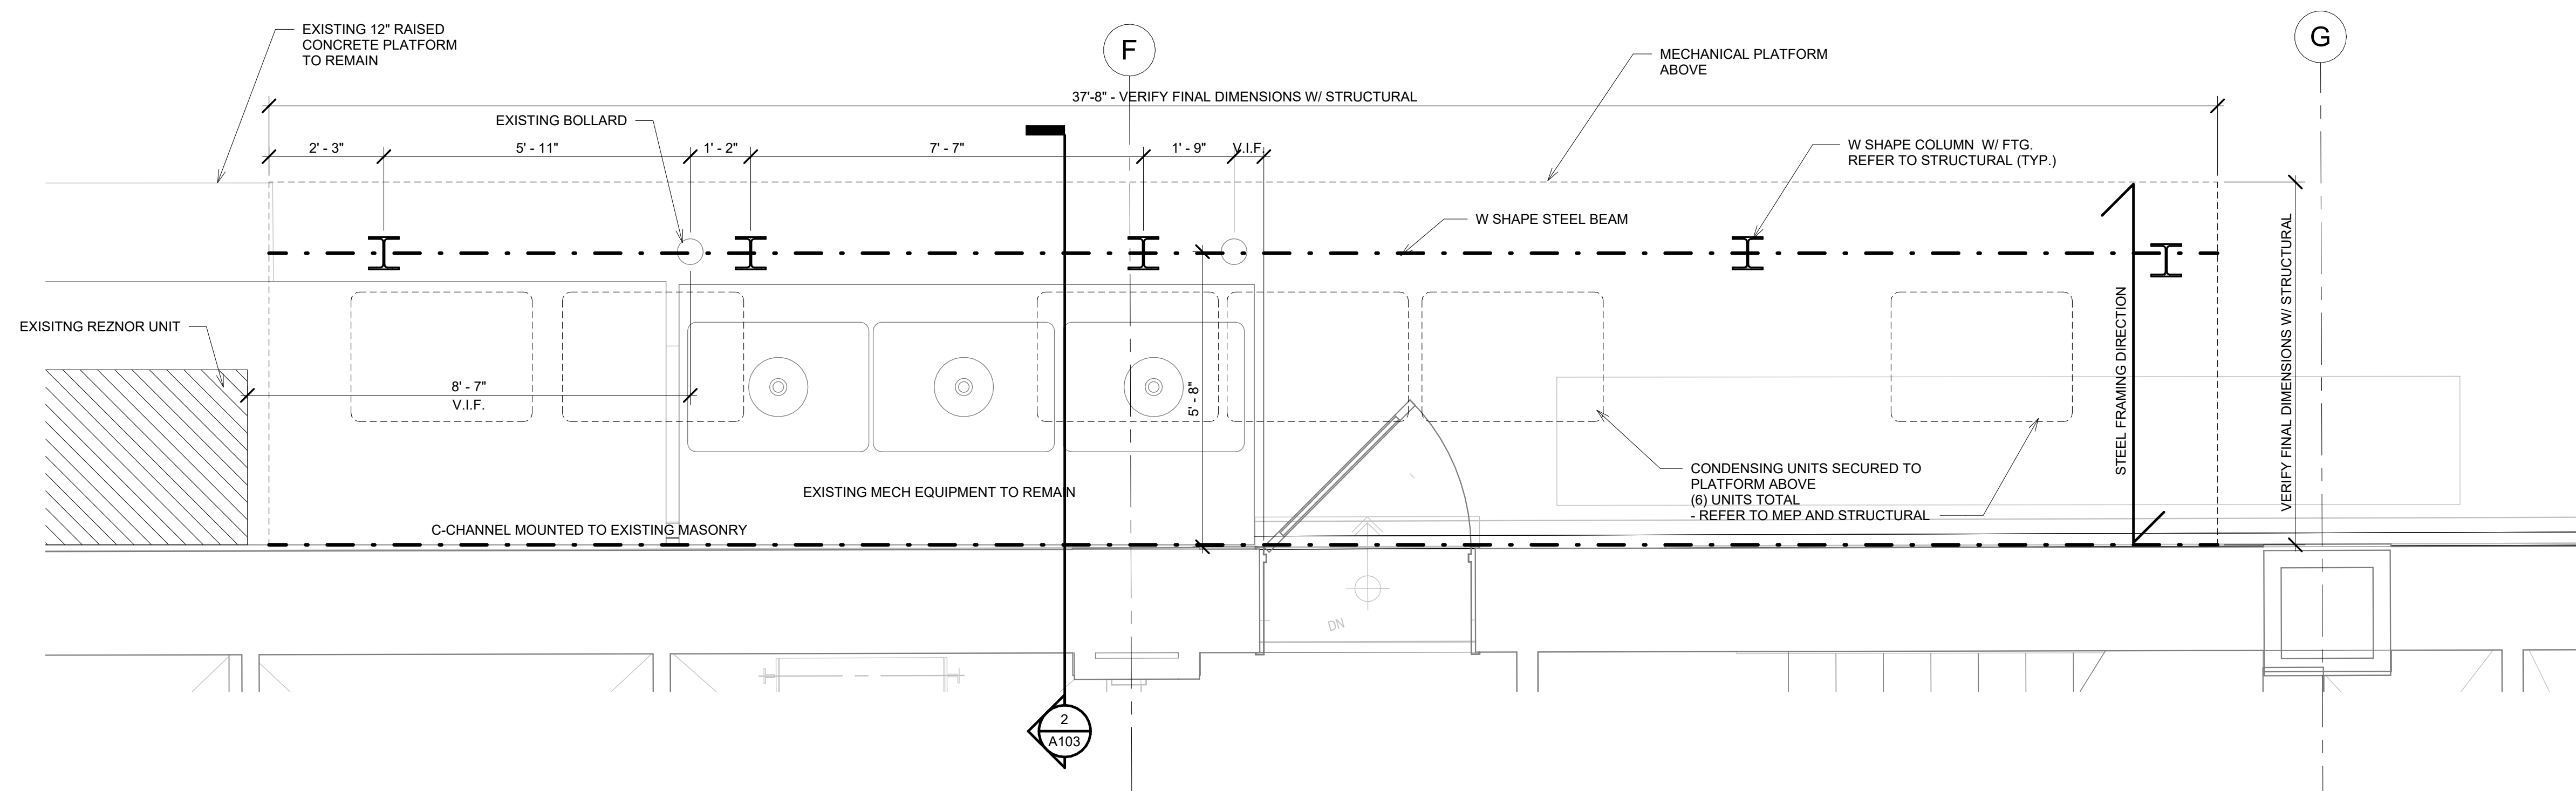 EXISTING 12" RAISED
CONCRETE PLATFORM
TO REMAIN
F
G
MECHANICAL PLATFORM
ABOVE
37'-8" - VERIFY FINAL DIMENSIONS W/ STRUCTURAL
EXISTING BOLLARD
2' - 3"
5' - 11"
1' - 2"
7' - 7"
1' - 9"
V.I.F.
W SHAPE COLUMN W/ FTG.
REFER TO STRUCTURAL (TYP.)
W SHAPE STEEL BEAM
EXISITNG REZNOR UNIT
8' - 7"
V.I.F.
5' - 8"
STEEL FRAMING DIRECTION
VERIFY FINAL DIMENSIONS W/ STRUCTURAL
CONDENSING UNITS SECURED TO
PLATFORM ABOVE
(6) UNITS TOTAL
- REFER TO MEP AND STRUCTURAL
EXISTING MECH EQUIPMENT TO REMAIN
C-CHANNEL MOUNTED TO EXISTING MASONRY
DN
2
A103